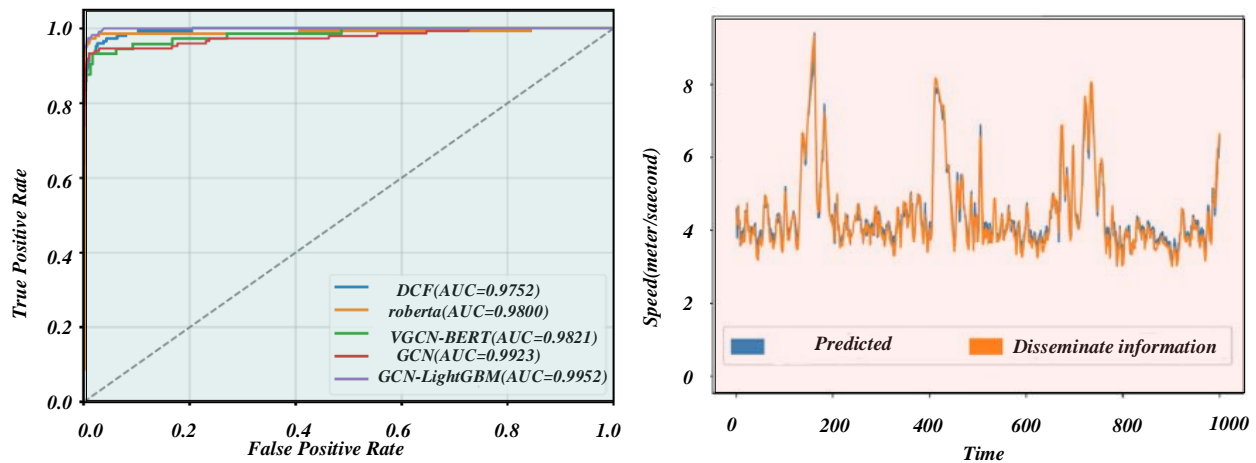 1.0
0.8
0.6
0.4
0.2
0.0
True Positive Rate
DCF(AUC=0.9752)
roberta(AUC=0.9800)
VGCN-BERT(AUC=0.9821)
GCN(AUC=0.9923)
GCN-LightGBM(AUC=0.9952)
0.0 0.2 0.4 0.6 0.8 1.0
False Positive Rate
8
6
4
2
0
Speed(meter/saecond)
Predicted Disseminate information
0 200 400 600 800 1000
Time